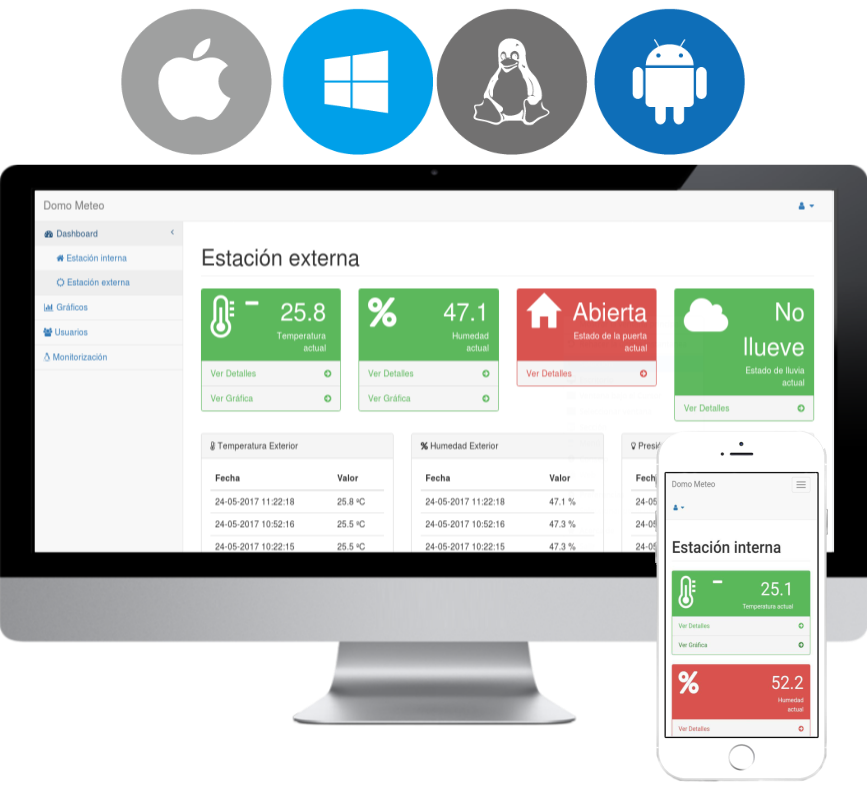 Domo Meteo
Dashboard
Estación interna
Estación externa
Gráficos
Usuarios
Monitorización
Estación externa
25.8
Temperatura
actual
Ver Detalles
Ver Gráfica
% 47.1
Humedad
actual
Ver Detalles
Ver Gráfica
Abierta
Estado de la puerta
actual
Ver Detalles
No
llueve
Estado de lluvia
actual
Ver Detalles
Temperatura Exterior
Fecha Valor
24-05-2017 11:22:18 25.8 ºC
24-05-2017 10:52:16 25.5 ºC
24-05-2017 10:22:15 25.5 ºC
% Humedad Exterior
Fecha Valor
24-05-2017 11:22:18 47.1 %
24-05-2017 10:52:16 47.3 %
24-05-2017 10:22:15 47.3 %
Domo Meteo
Estación interna
25.1
Temperatura actual
Ver Detalles
Ver Gráfica
% 52.2
Humedad
actual
Ver Detalles